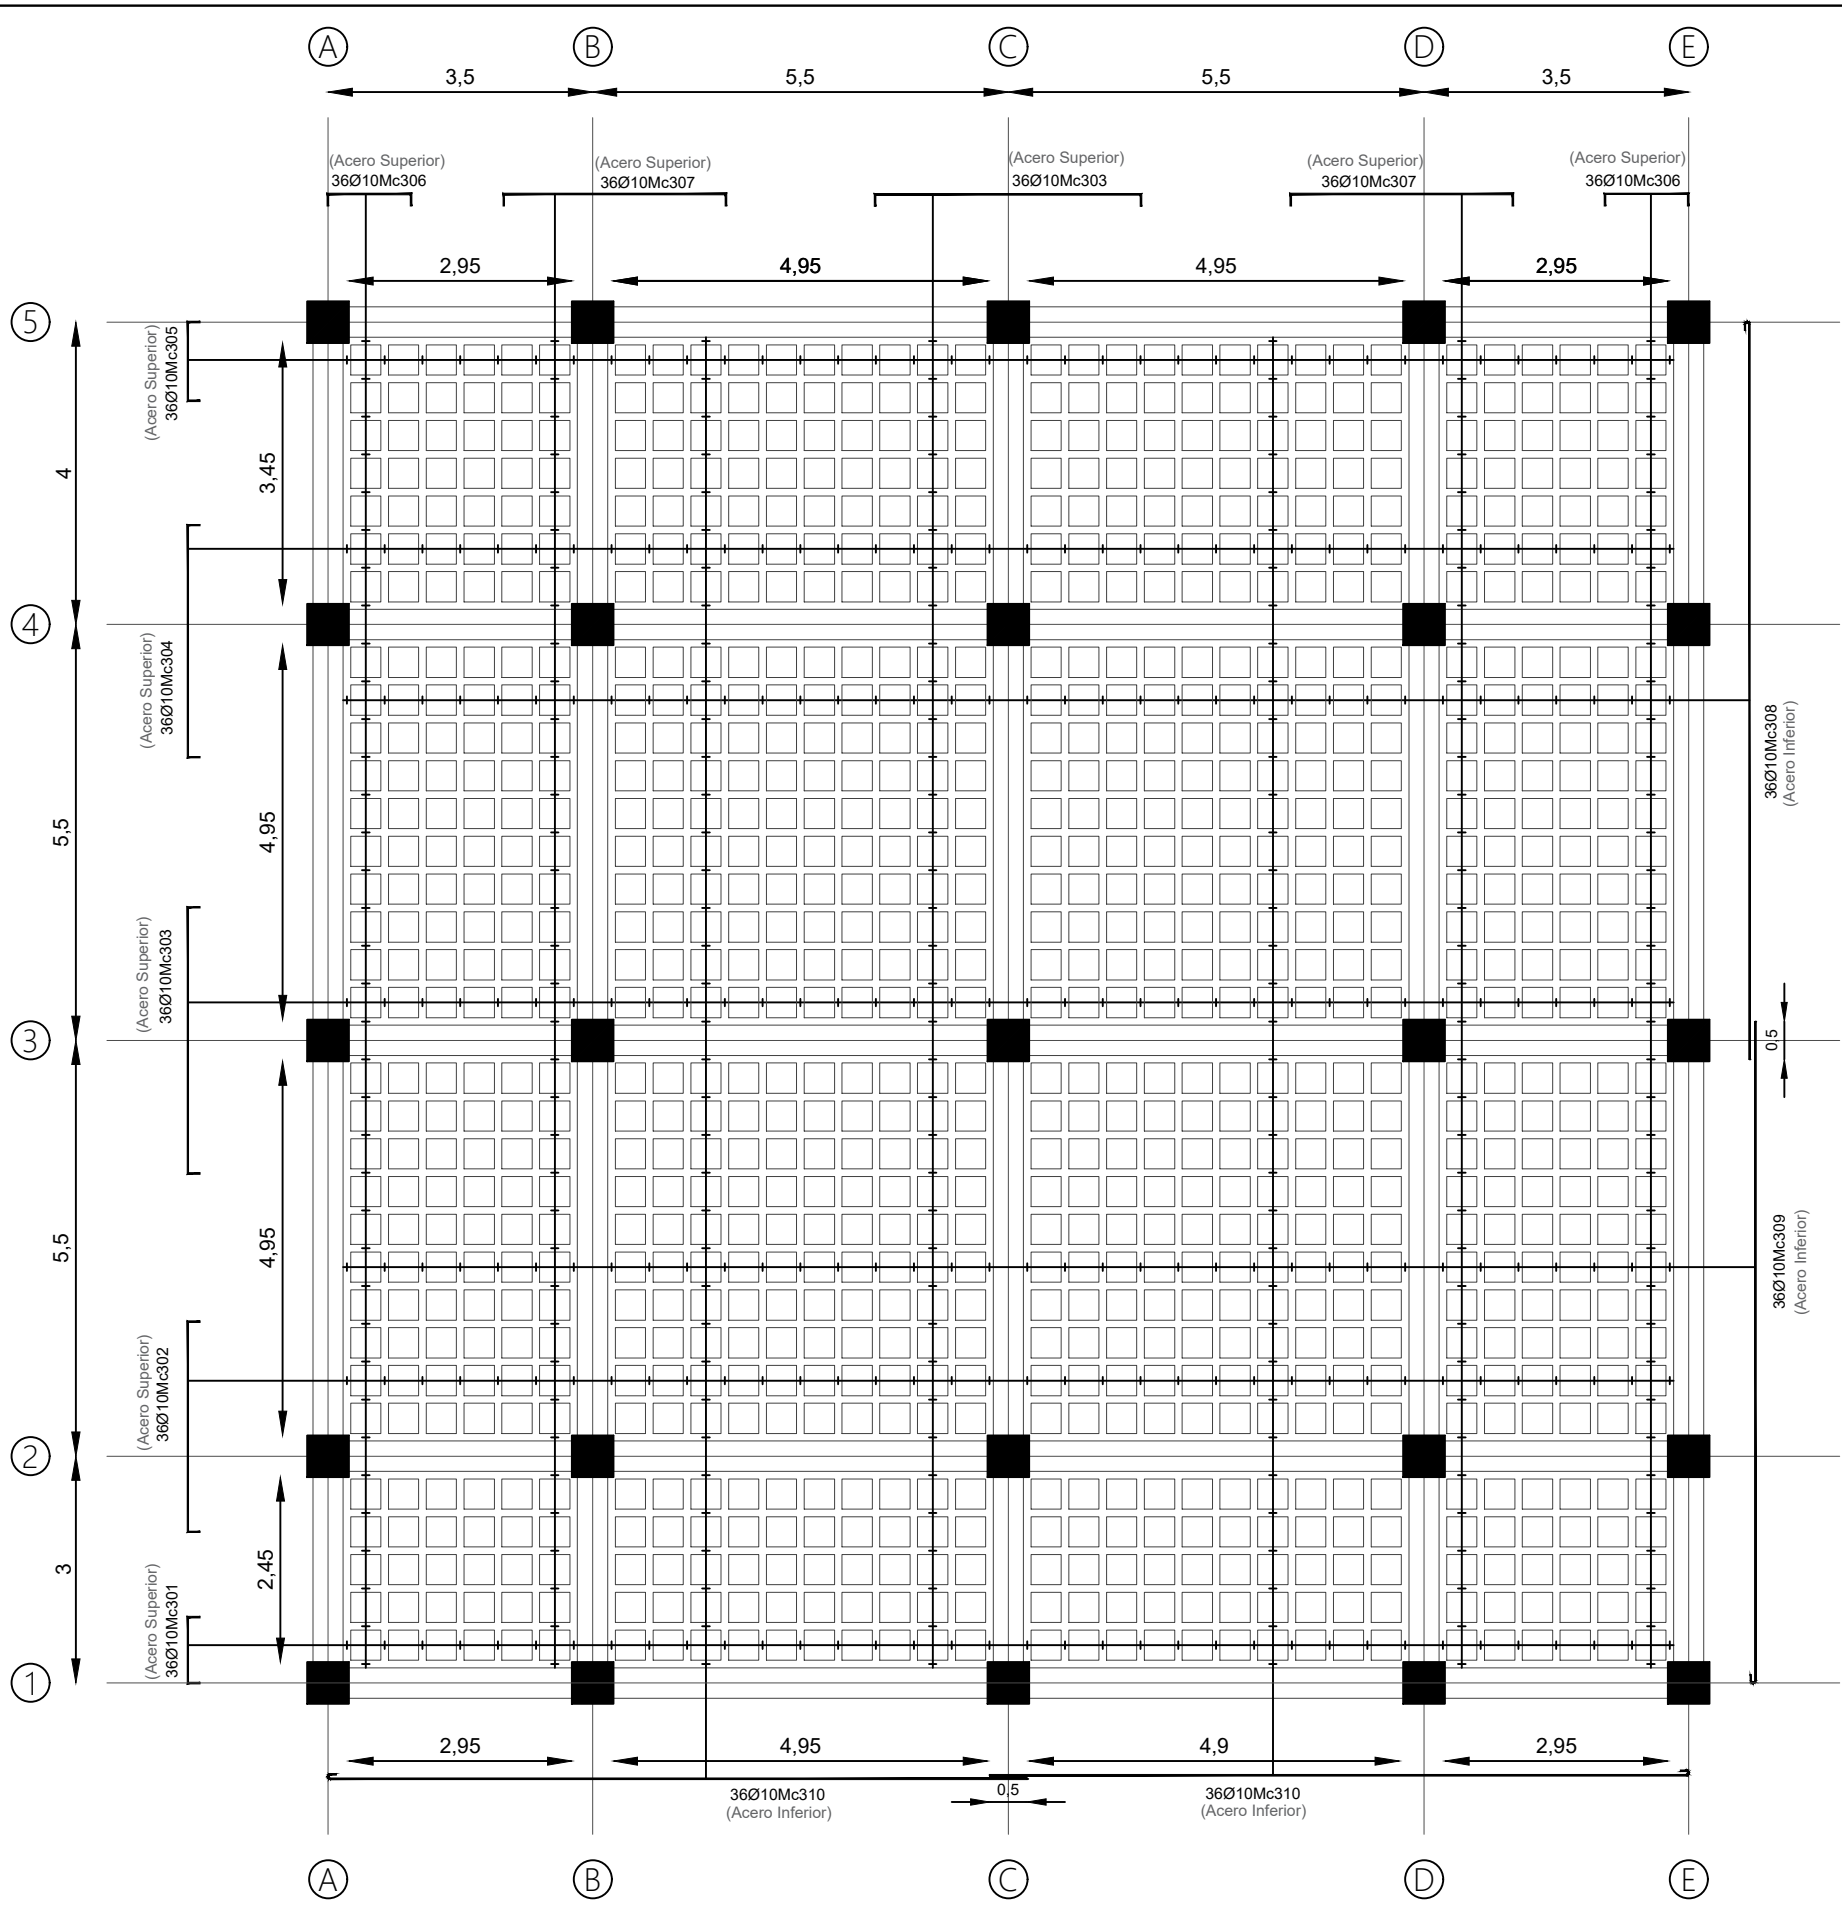 A B C D E
3,5 5,5 5,5 3,5
(Acero Superior) (Acero Superior) (Acero Superior) (Acero Superior) (Acero Superior)
36Ø10Mc306 36Ø10Mc307 36Ø10Mc303 36Ø10Mc307 36Ø10Mc306
2,95 4,95 4,95 2,95
5
(Acero Superior)
36Ø10Mc305
4
3,45
4
(Acero Superior)
36Ø10Mc304
36Ø10Mc308
(Acero Inferior)
5,5
4,95
(Acero Superior)
36Ø10Mc303
3
0,5
5,5
4,95
36Ø10Mc309
(Acero Inferior)
(Acero Superior)
36Ø10Mc302
2
3
2,45
(Acero Superior)
36Ø10Mc301
1
2,95 4,95 4,9 2,95
36Ø10Mc310 0,5 36Ø10Mc310
(Acero Inferior) (Acero Inferior)
A B C D E